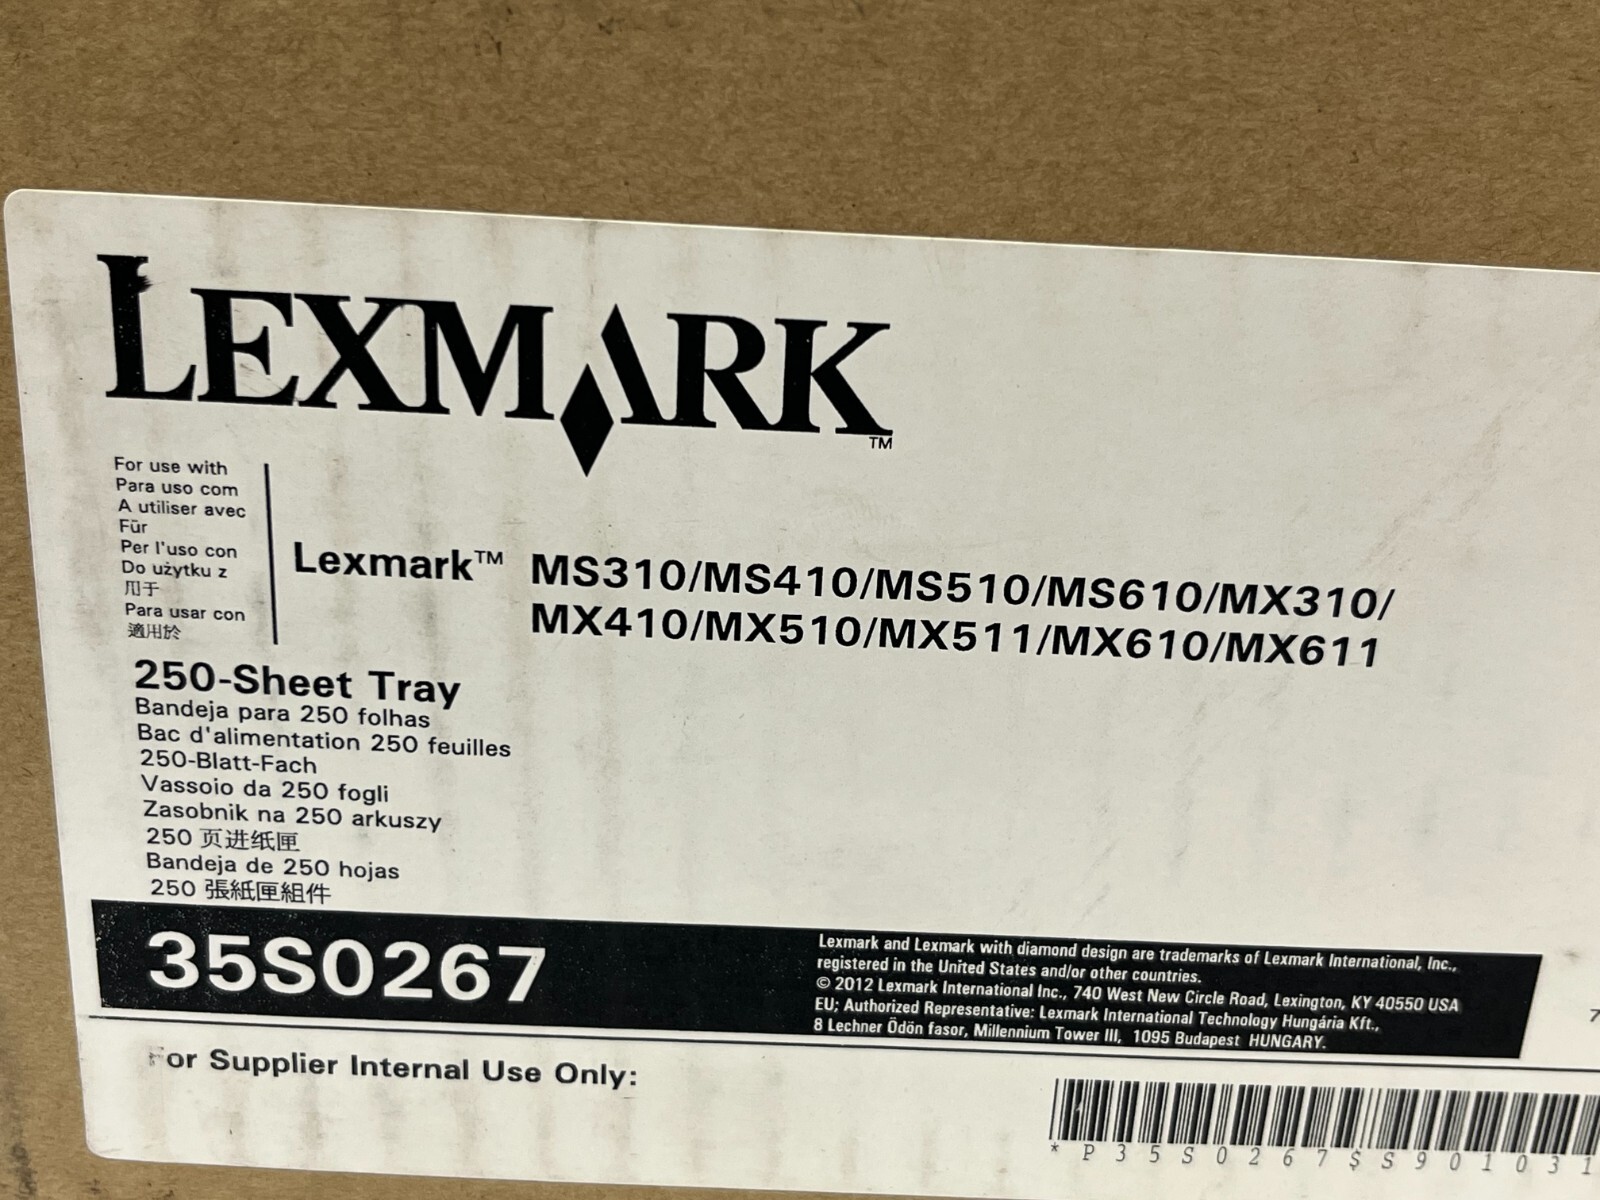 LEXMARK™
For use with
Para uso com
A utiliser avec
Für
Per l'uso con
Do użytku z
用于
Para usar con
適用於
Lexmark™ MS310/MS410/MS510/MS610/MX310/
MX410/MX510/MX511/MX610/MX611
250-Sheet Tray
Bandeja para 250 folhas
Bac d'alimentation 250 feuilles
250-Blatt-Fach
Vassoio da 250 fogli
Zasobnik na 250 arkuszy
250 页进纸匣
Bandeja de 250 hojas
250 張紙匣組件
35S0267
Lexmark and Lexmark with diamond design are trademarks of Lexmark International, Inc.,
registered in the United States and/or other countries.
© 2012 Lexmark International Inc., 740 West New Circle Road, Lexington, KY 40550 USA
EU; Authorized Representative: Lexmark International Technology Hungária Kft.,
8 Lechner Ödön fasor, Millennium Tower III, 1095 Budapest HUNGARY.
7
For Supplier Internal Use Only:
*P35S0267$S901031